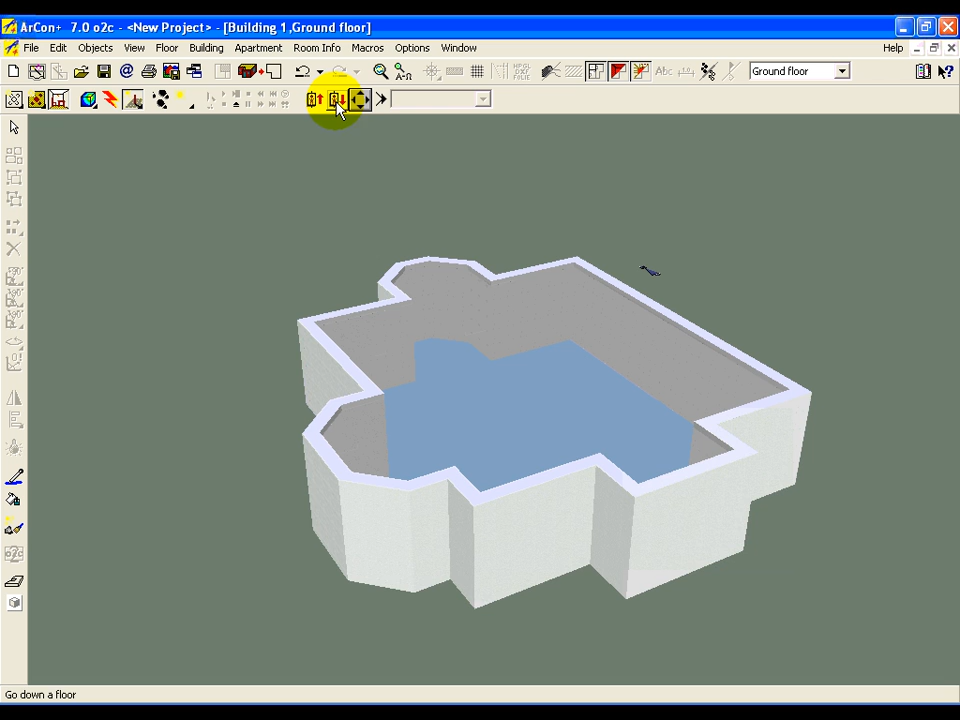 ArCon+ 7.0 o2c - <New Project> - [Building 1 ,Ground floor]
File Edit Objects View Floor Building Apartment Room Info Macros Options Window Help
Abc Ground floor
Go down a floor